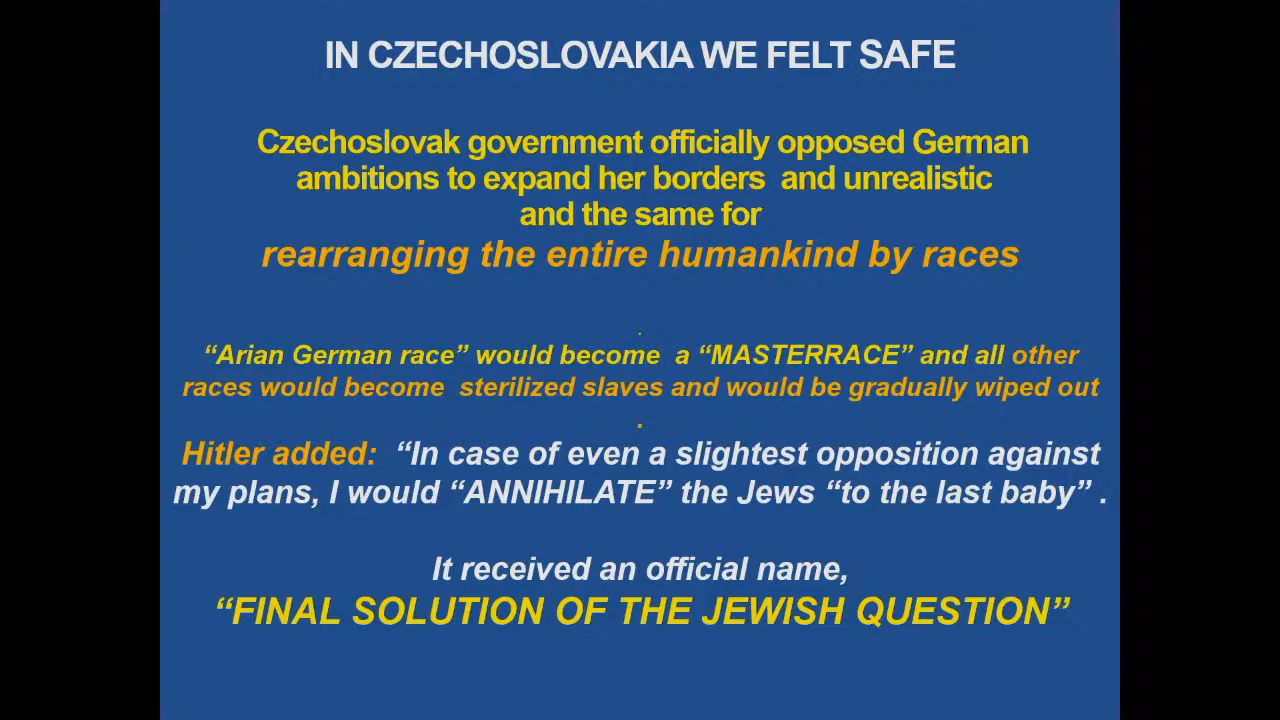 IN CZECHOSLOVAKIA WE FELT SAFE
Czechoslovak government officially opposed German
ambitions to expand her borders  and unrealistic
and the same for
rearranging the entire humankind by races
.
“Arian German race” would become  a “MASTERRACE” and all other
races would become  sterilized slaves and would be gradually wiped out
.
Hitler added:  “In case of even a slightest opposition against
my plans, I would “ANNIHILATE” the Jews “to the last baby” .
It received an official name,
“FINAL SOLUTION OF THE JEWISH QUESTION”